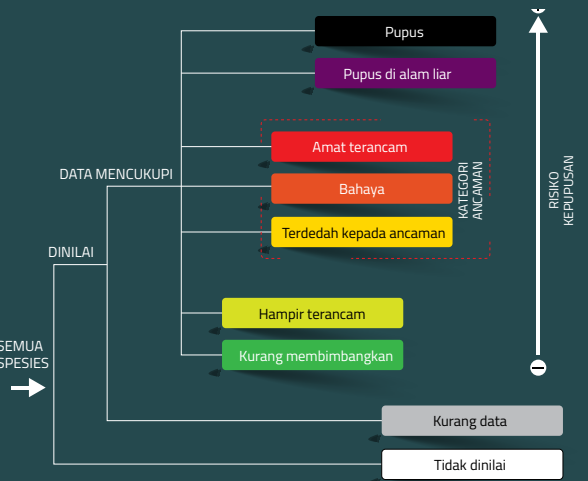 Pupus
Pupus di alam liar
Amat terancam
DATA MENCUKUPI
Bahaya
KATEGORI
ANCAMAN
RISIKO
KEPUPUSAN
Terdedah kepada ancaman
DINILAI
Hampir terancam
SEMUA
SPESIES
Kurang membimbangkan
Kurang data
Tidak dinilai